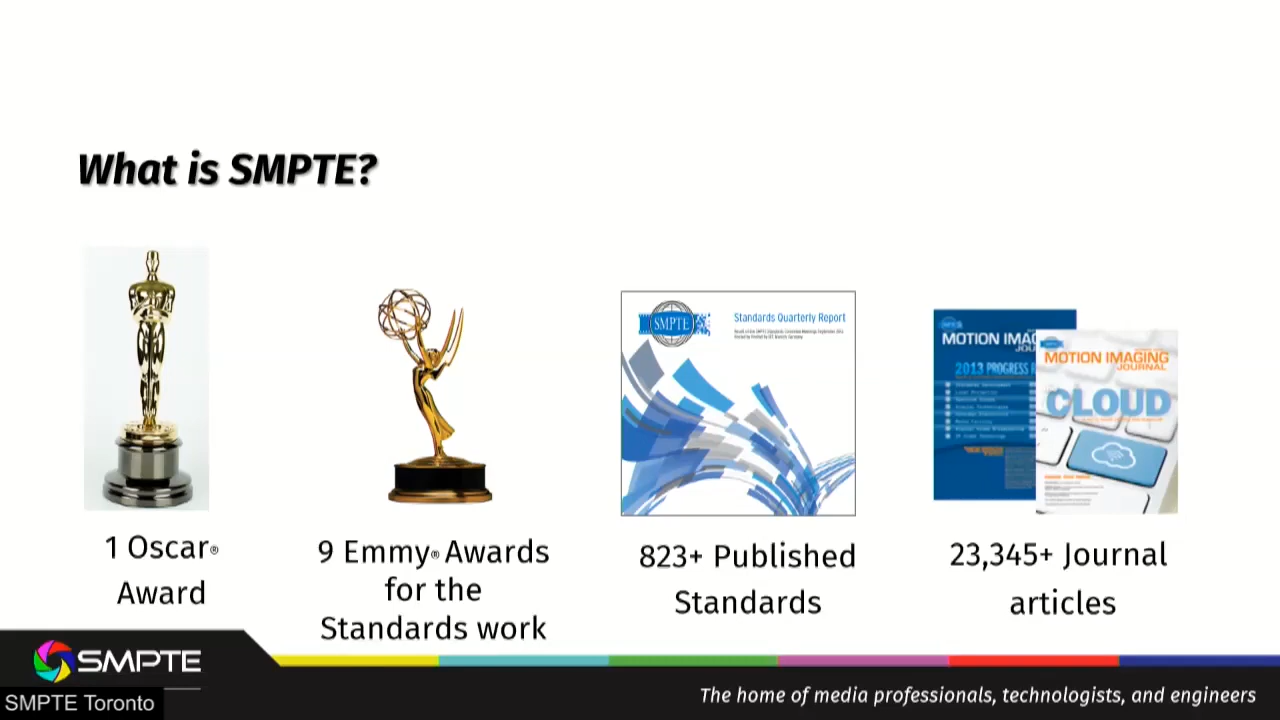 What is SMPTE?
SMPTE
Standards Quarterly Report
MOTION IMAG
2013 PROGRESS R
MOTION IMAGING
JOURNAL
CLOUD
1 Oscar®
Award
9 Emmy® Awards
for the
Standards work
823+ Published
Standards
23,345+ Journal
articles
SMPTE
SMPTE Toronto
The home of media professionals, technologists, and engineers